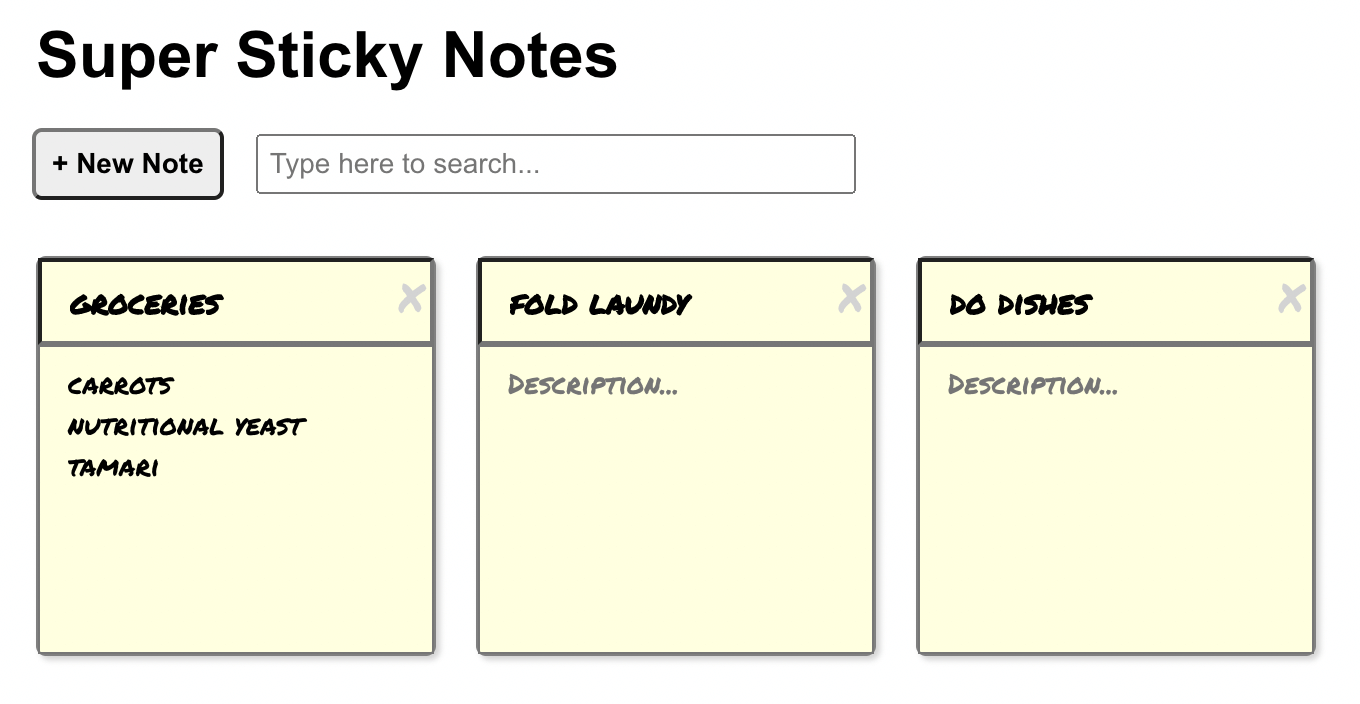 Super Sticky Notes
+ New Note
Type here to search...
GROCERIES
CARROTS
NUTRITIONAL YEAST
TAMARI
FOLD LAUNDY
DESCRIPTION...
DO DISHES
DESCRIPTION...